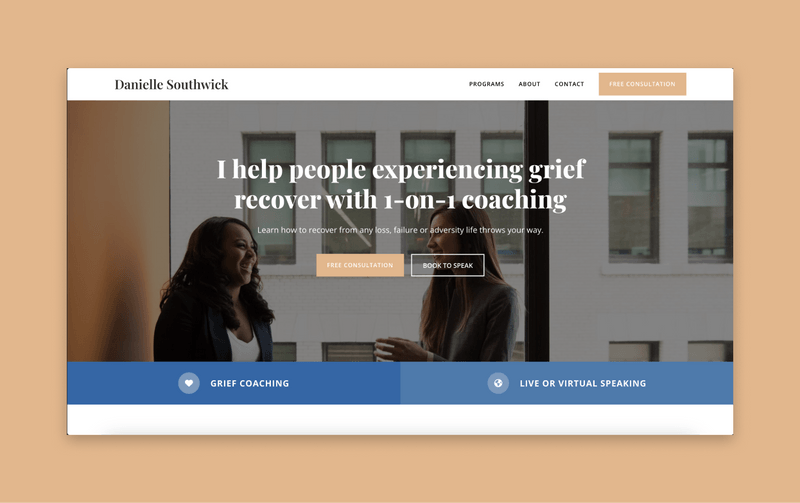 Danielle Southwick
PROGRAMS ABOUT CONTACT FREE CONSULTATION
I help people experiencing grief
recover with 1-on-1 coaching
Learn how to recover from any loss, failure or adversity life throws your way.
FREE CONSULTATION BOOK TO SPEAK
GRIEF COACHING LIVE OR VIRTUAL SPEAKING